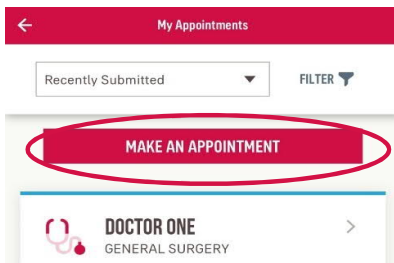 My Appointments
Recently Submitted
FILTER
MAKE AN APPOINTMENT
DOCTOR ONE
GENERAL SURGERY